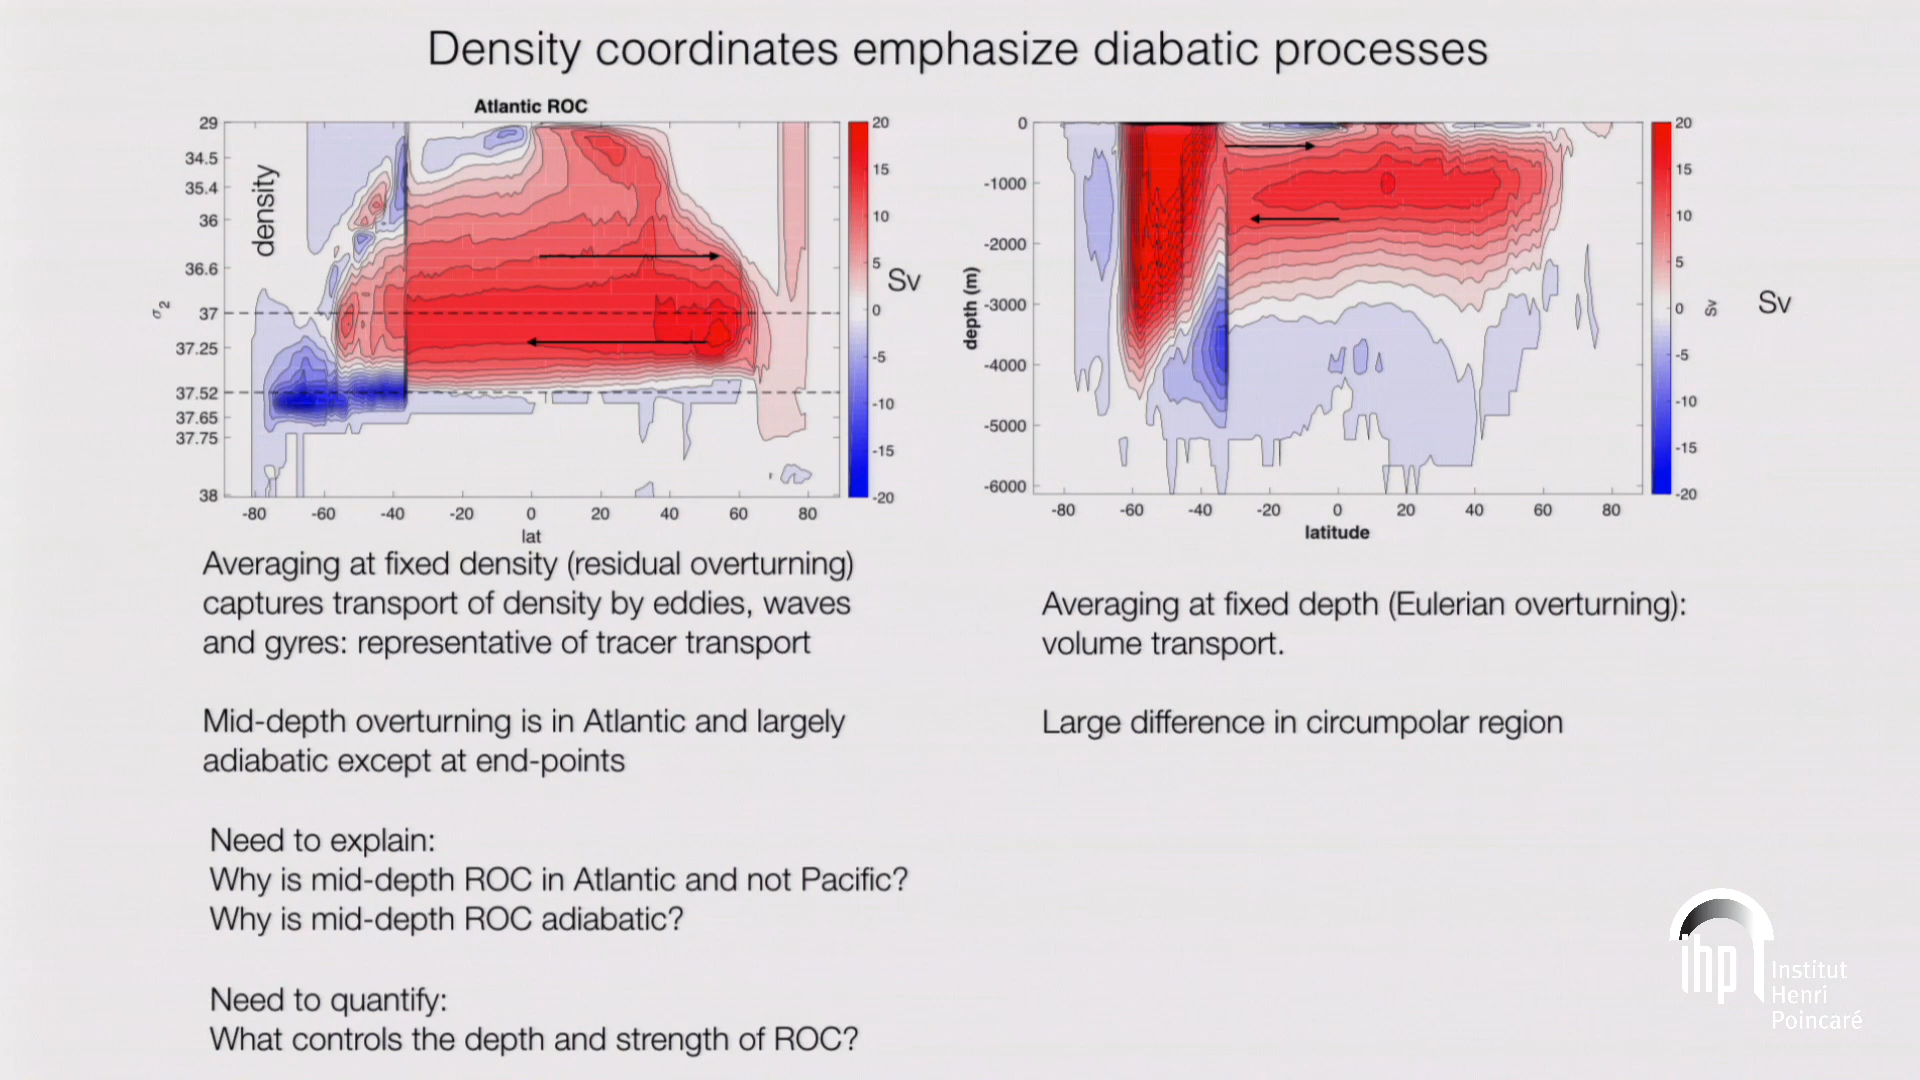 Density coordinates emphasize diabatic processes
Atlantic ROC
29
34.5
35.4
36
36.6
37
37.25
37.52
37.65
37.75
38
σ2
density
-80 -60 -40 -20 0 20 40 60 80
lat
20
15
10
5
0
-5
-10
-15
-20
Sv
0
-1000
-2000
-3000
-4000
-5000
-6000
depth (m)
-80 -60 -40 -20 0 20 40 60 80
latitude
20
15
10
5
0
-5
-10
-15
-20
Sv
Sv
Averaging at fixed density (residual overturning)
captures transport of density by eddies, waves
and gyres: representative of tracer transport
Mid-depth overturning is in Atlantic and largely
adiabatic except at end-points
Need to explain:
Why is mid-depth ROC in Atlantic and not Pacific?
Why is mid-depth ROC adiabatic?
Need to quantify:
What controls the depth and strength of ROC?
Averaging at fixed depth (Eulerian overturning):
volume transport.
Large difference in circumpolar region
ihp
Institut
Henri
Poincaré